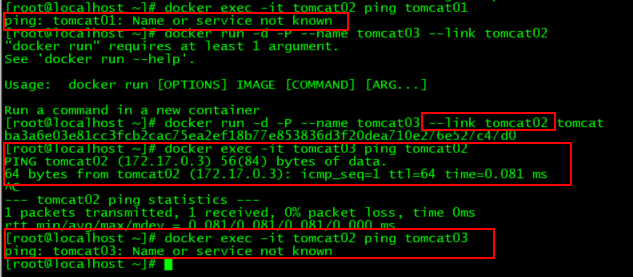 [root@localhost ~]# docker exec -it tomcat02 ping tomcat01
ping: tomcat01: Name or service not known
[root@localhost ~]# docker run -d -P --name tomcat03 --link tomcat02
"docker run" requires at least 1 argument.
See 'docker run --help'.
Usage:  docker run [OPTIONS] IMAGE [COMMAND] [ARG...]
Run a command in a new container
[root@localhost ~]# docker run -d -P --name tomcat03 --link tomcat02 tomcat
[root@localhost ~]# docker exec -it tomcat03 ping tomcat02
PING tomcat02 (172.17.0.3) 56(84) bytes of data.
64 bytes from tomcat02 (172.17.0.3): icmp_seq=1 ttl=64 time=0.081 ms
^C
--- tomcat02 ping statistics ---
1 packets transmitted, 1 received, 0% packet loss, time 0ms
rtt min/avg/max/mdev = 0.081/0.081/0.081/0.000 ms
[root@localhost ~]# docker exec -it tomcat02 ping tomcat03
ping: tomcat03: Name or service not known
[root@localhost ~]#